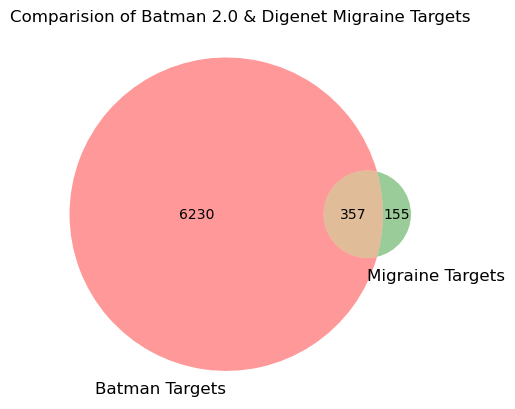 Comparision of Batman 2.0 & Digenet Migraine Targets
6230
357
155
Migraine Targets
Batman Targets